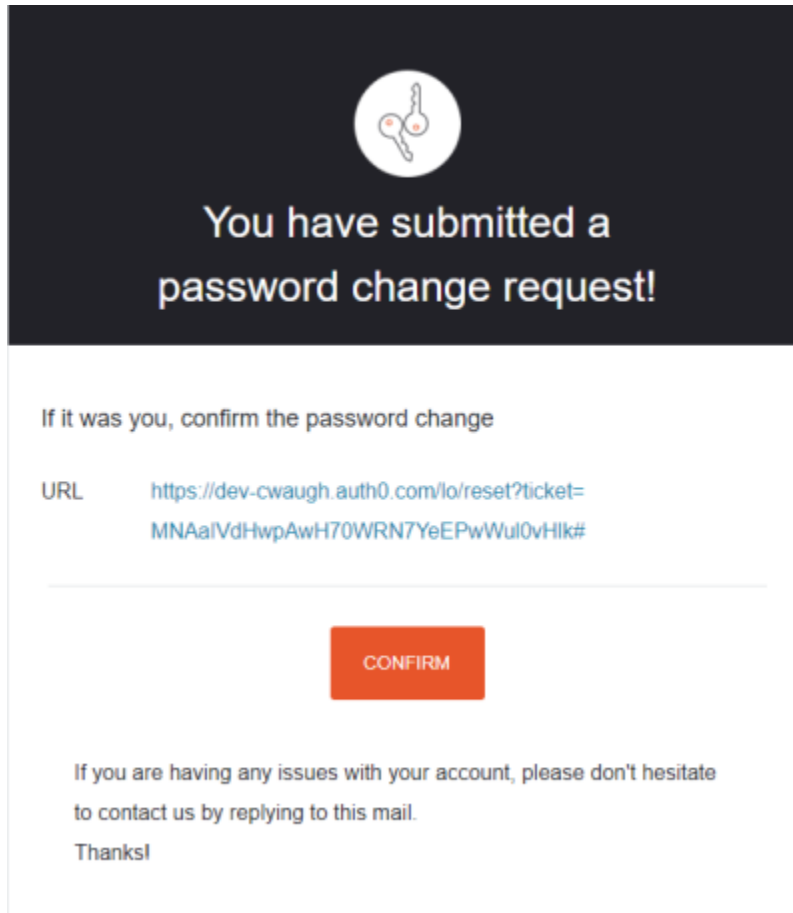 You have submitted a
password change request!
If it was you, confirm the password change
URL https://dev-cwaugh.auth0.com/lo/reset?ticket=
MNAalVdHwpAwH70WRN7YeEPwWul0vHlk#
CONFIRM
If you are having any issues with your account, please don't hesitate
to contact us by replying to this mail.
Thanks!